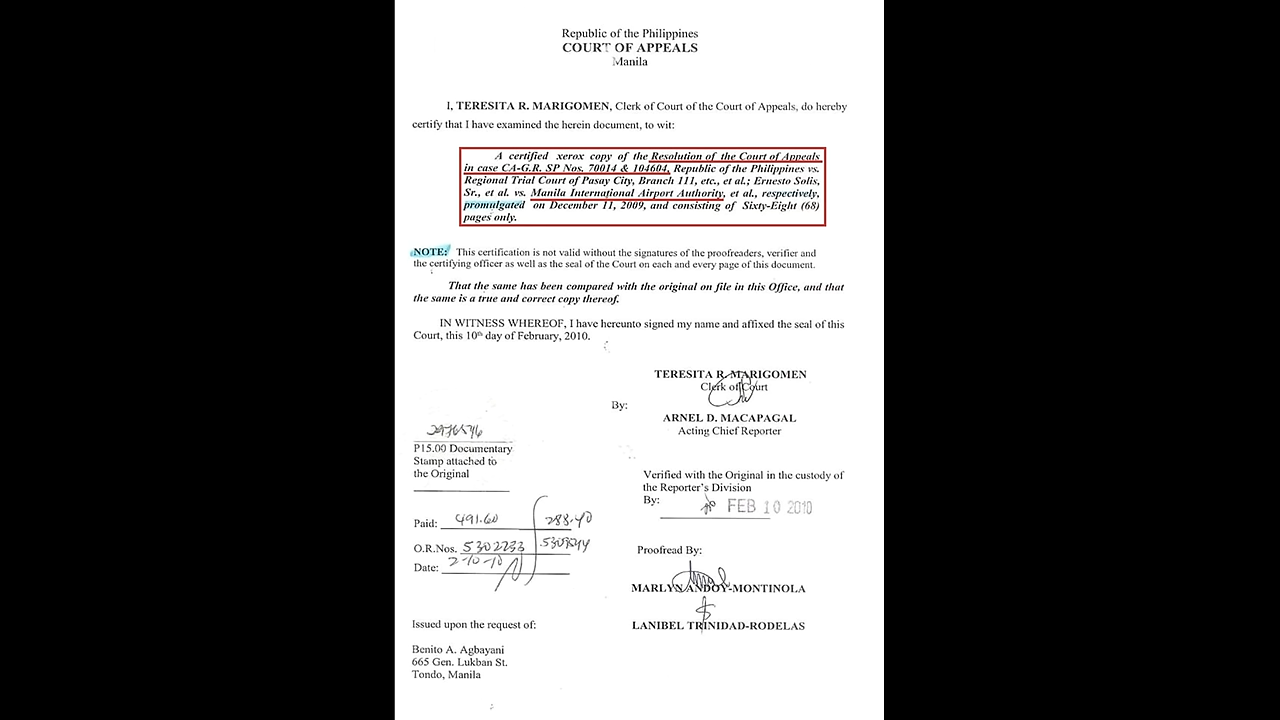 Republic of the Philippines
COURT OF APPEALS
Manila
I, TERESITA R. MARIGOMEN, Clerk of Court of the Court of Appeals, do hereby
certify that I have examined the herein document, to wit:
A certified xerox copy of the Resolution of the Court of Appeals
in case CA-G.R. SP Nos. 70014 & 104604, Republic of the Philippines vs.
Regional Trial Court of Pasay City, Branch 111, etc., et al.; Ernesto Solis,
Sr., et al. vs. Manila International Airport Authority, et al., respectively,
promulgated on December 11, 2009, and consisting of Sixty-Eight (68)
pages only.
NOTE: This certification is not valid without the signatures of the proofreaders, verifier and
the certifying officer as well as the seal of the Court on each and every page of this document.
That the same has been compared with the original on file in this Office, and that
the same is a true and correct copy thereof.
IN WITNESS WHEREOF, I have hereunto signed my name and affixed the seal of this
Court, this 10th day of February, 2010.
TERESITA R. MARIGOMEN
Clerk of Court
By:
ARNEL D. MACAPAGAL
Acting Chief Reporter
P15.00 Documentary
Stamp attached to
the Original
Verified with the Original in the custody of
the Reporter's Division
By: FEB 10 2010
Paid: 491.60 288.40
O.R.Nos. 5302233
Date: 2-10-10
Proofread By:
MARLYN ANDOY-MONTINOLA
LANIBEL TRINIDAD-RODELAS
Issued upon the request of:
Benito A. Agbayani
665 Gen. Lukban St.
Tondo, Manila